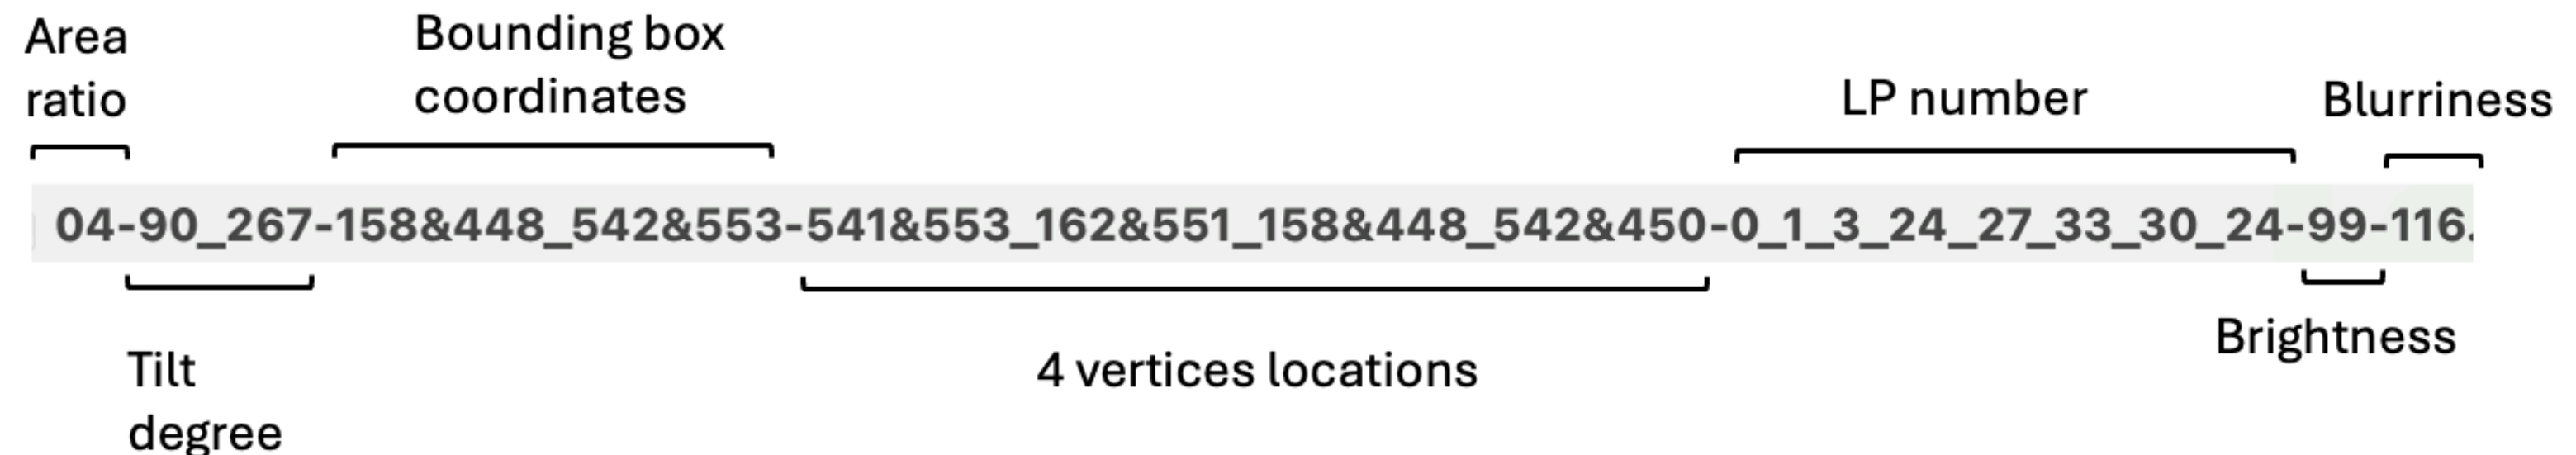 Area
ratio
Bounding box
coordinates
LP number
Blurriness
04-90_267-158&448_542&553-541&553_162&551_158&448_542&450-0_1_3_24_27_33_30_24-99-116.
Tilt
degree
4 vertices locations
Brightness